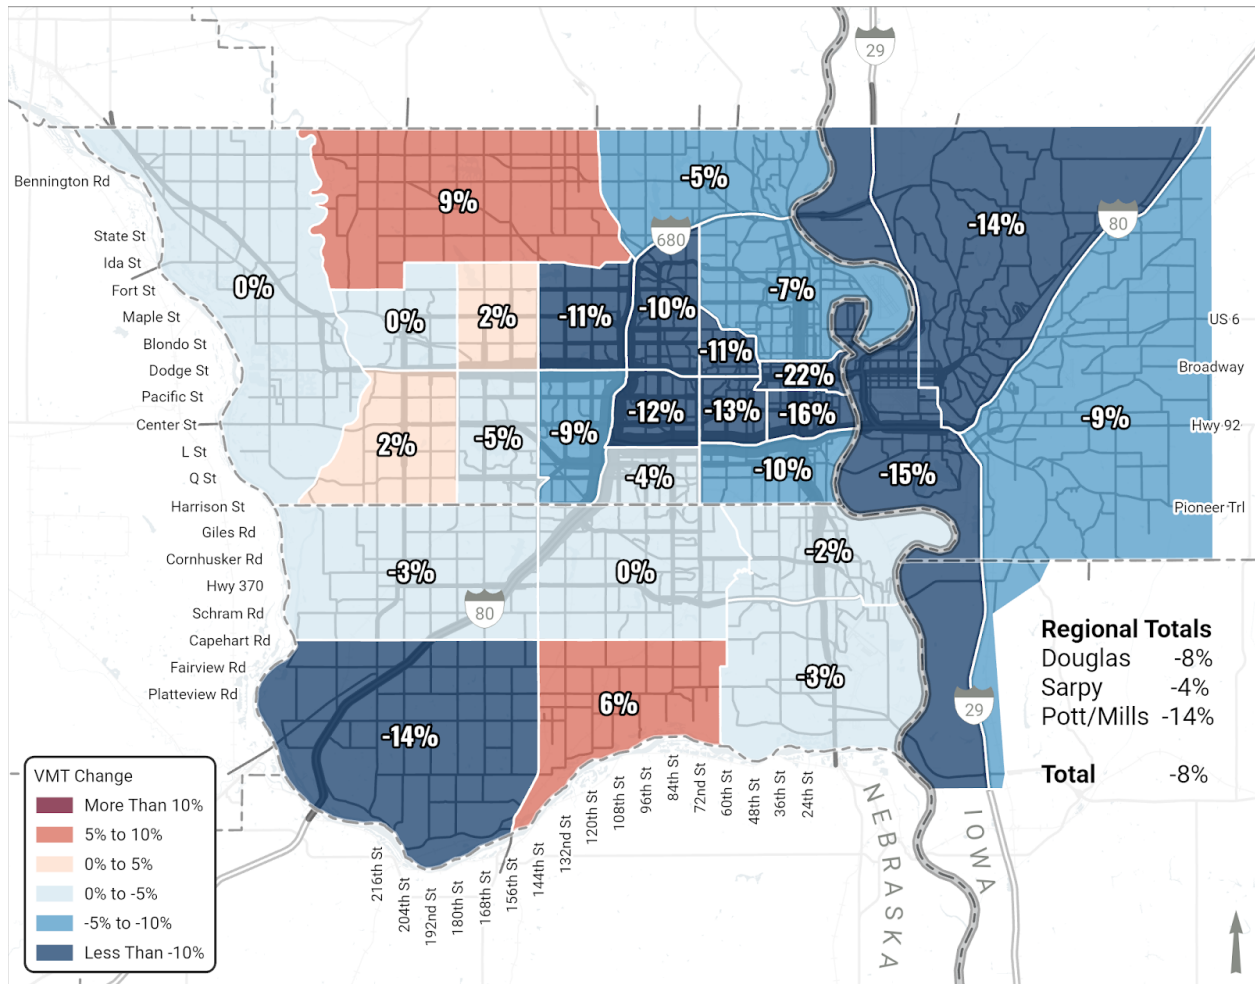 29
Bennington Rd
-5%
9%
680
80
-14%
State St
Ida St
Fort St
Maple St
Blondo St
Dodge St
Pacific St
Center St
L St
Q St
Harrison St
Giles Rd
Cornhusker Rd
Hwy 370
Schram Rd
Capehart Rd
Fairview Rd
Platteview Rd
0%
0%
2%
-11%
-10%
-7%
-11%
-22%
US 6
Broadway
Hwy 92
Pioneer Trl
2%
-5%
-9%
-12%
-13%
-16%
-9%
-4%
-10%
-15%
-3%
0%
-2%
80
-14%
6%
-3%
29
Regional Totals
Douglas -8%
Sarpy -4%
Pott/Mills -14%
Total -8%
VMT Change
More Than 10%
5% to 10%
0% to 5%
0% to -5%
-5% to -10%
Less Than -10%
216th St
204th St
192nd St
180th St
168th St
156th St
144th St
132nd St
120th St
108th St
96th St
84th St
72nd St
60th St
48th St
36th St
24th St
NEBRASKA
IOWA